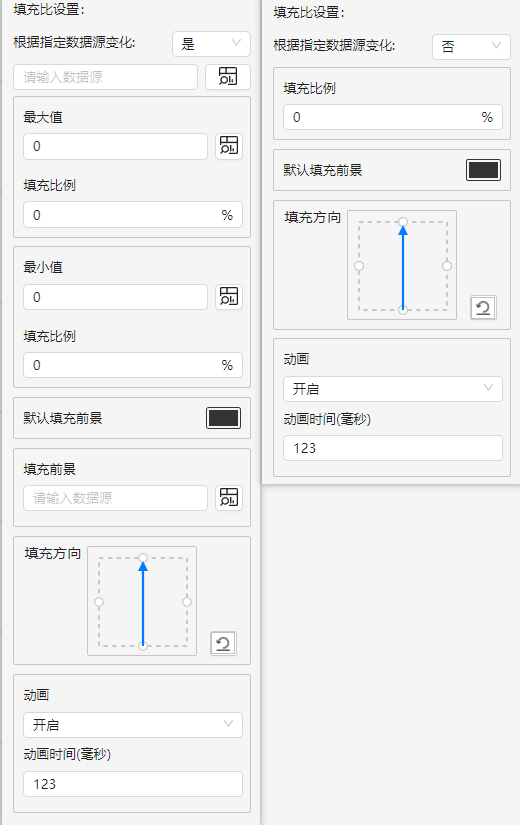 填充比设置:
根据指定数据源变化:
是
请输入数据源
最大值
0
填充比例
0 %
最小值
0
填充比例
0 %
默认填充前景
填充前景
请输入数据源
填充方向
动画
开启
动画时间(毫秒)
123
填充比设置:
根据指定数据源变化:
否
填充比例
0 %
默认填充前景
填充方向
动画
开启
动画时间(毫秒)
123